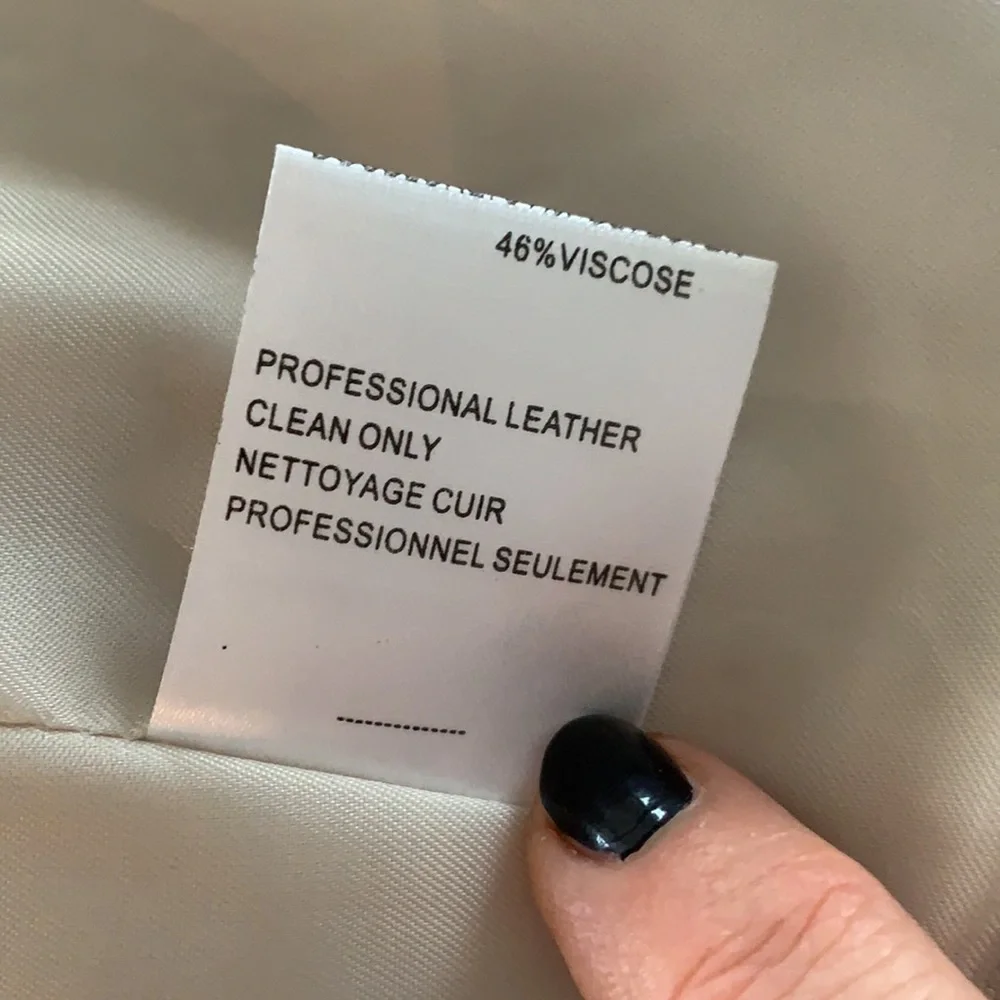 46%VISCOSE
PROFESSIONAL LEATHER
CLEAN ONLY
NETTOYAGE CUIR
PROFESSIONNEL SEULEMENT